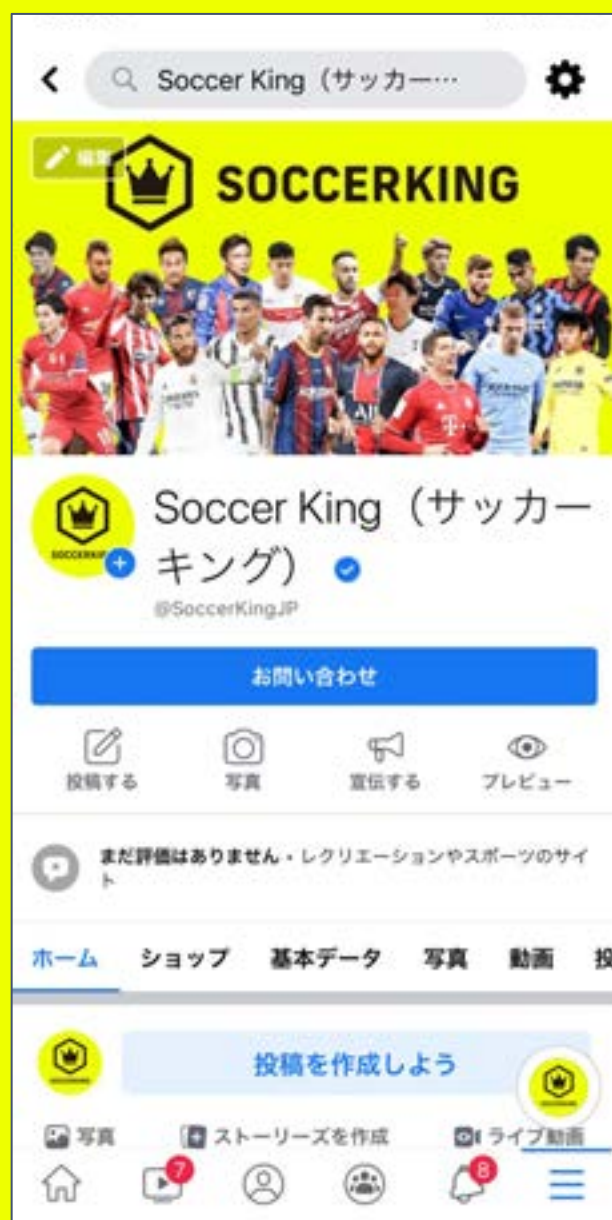 Soccer King（サッカー…
編集
SOCCERKING
Soccer King（サッカー
キング）
SOCCERKING
@SoccerKingJP
お問い合わせ
投稿する
写真
宣伝する
プレビュー
まだ評価はありません・レクリエーションやスポーツのサイ
ト
ホーム
ショップ
基本データ
写真
動画
投
投稿を作成しよう
写真
ストーリーズを作成
ライブ動画
7
8